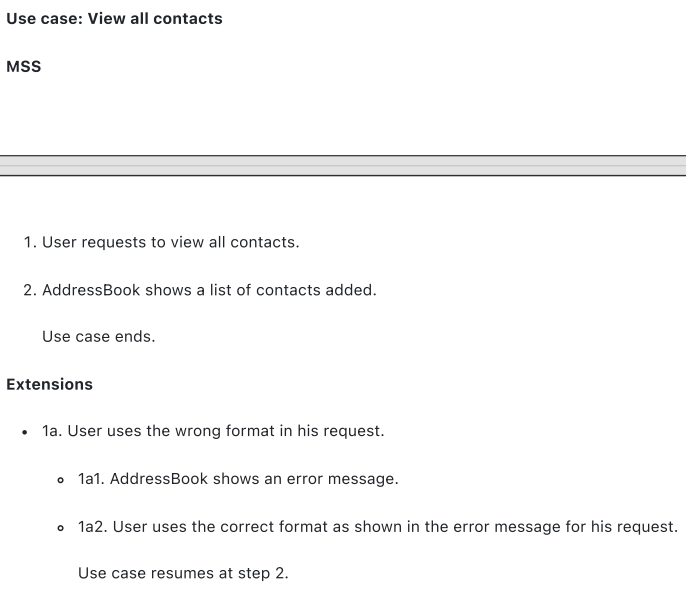 Use case: View all contacts
MSS
1. User requests to view all contacts.
2. AddressBook shows a list of contacts added.
Use case ends.
Extensions
• 1a. User uses the wrong format in his request.
◦ 1a1. AddressBook shows an error message.
◦ 1a2. User uses the correct format as shown in the error message for his request.
Use case resumes at step 2.